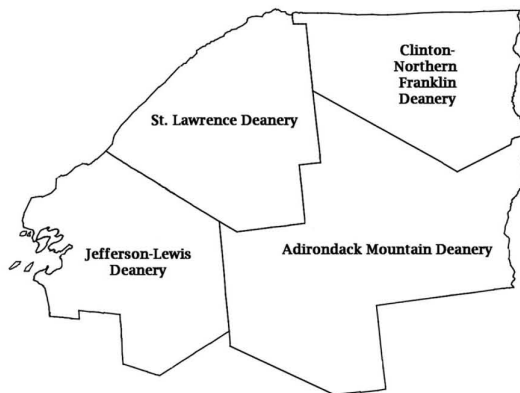 Clinton-
Northern
Franklin
Deanery
St. Lawrence Deanery
Jefferson-Lewis
Deanery
Adirondack Mountain Deanery